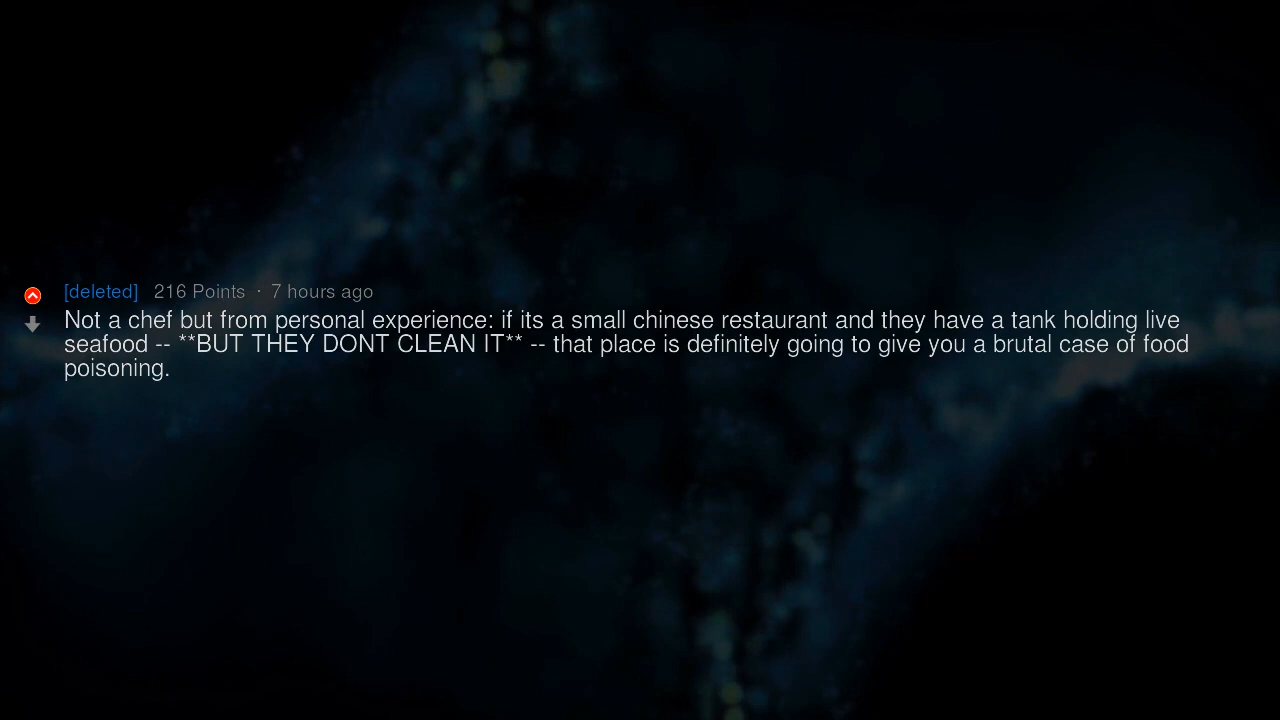 [deleted] 216 Points · 7 hours ago
Not a chef but from personal experience: if its a small chinese restaurant and they have a tank holding live
seafood -- **BUT THEY DONT CLEAN IT** -- that place is definitely going to give you a brutal case of food
poisoning.